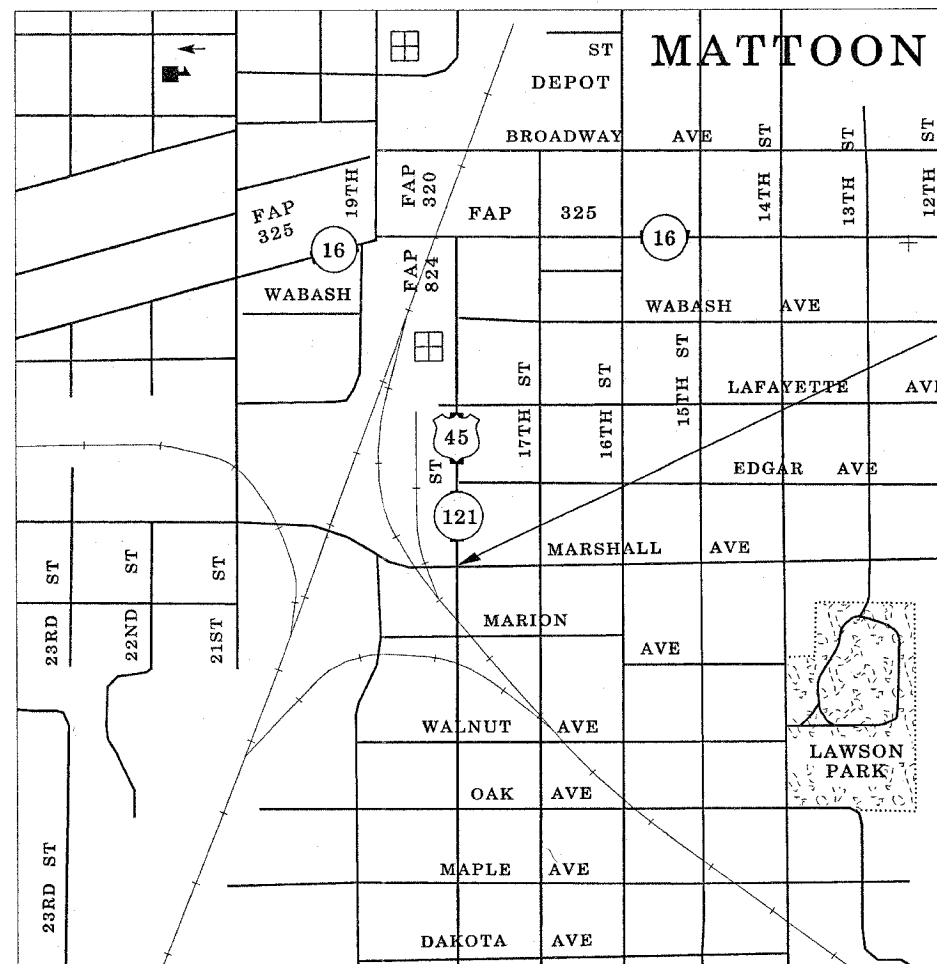 MATTOON
ST
DEPOT
BROADWAY AVE
14TH ST
13TH ST
12TH ST
19TH
FAP 320
FAP 325
FAP 325
16
16
FAP 824
WABASH
WABASH AVE
17TH ST
16TH ST
15TH ST
LAFAYETTE AVE
45
ST
EDGAR AVE
121
MARSHALL AVE
23RD ST
22ND ST
21ST ST
MARION
AVE
WALNUT AVE
LAWSON
PARK
OAK AVE
MAPLE AVE
23RD ST
DAKOTA AVE